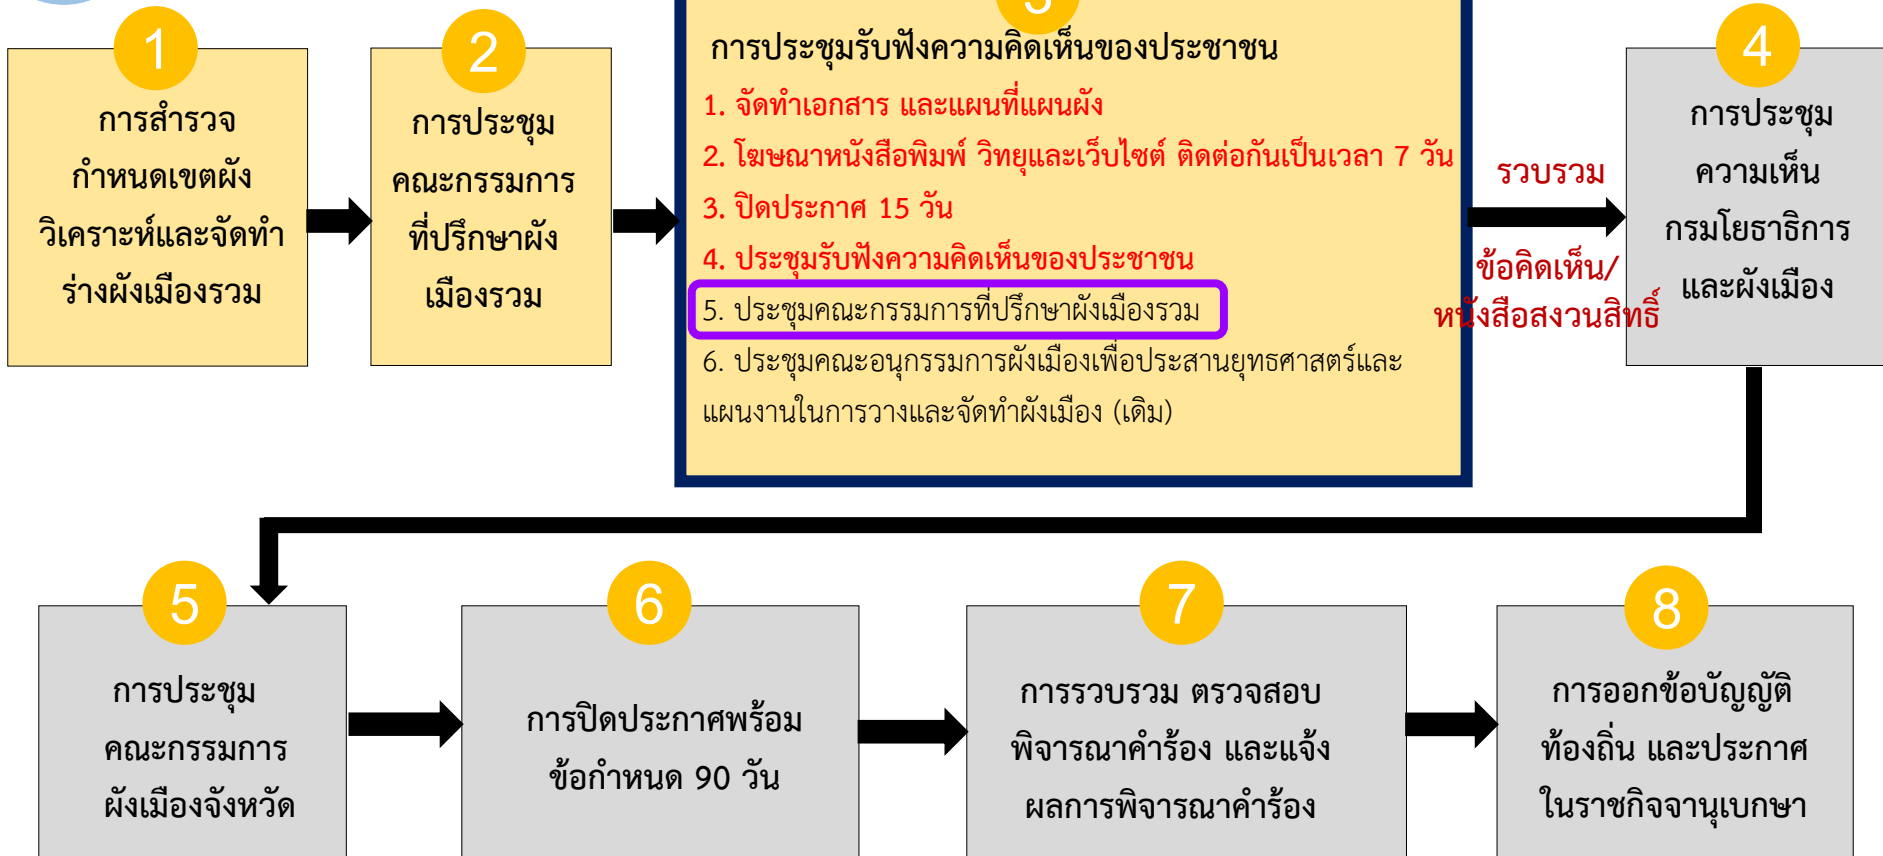 1
การสำรวจ
กำหนดเขตผัง
วิเคราะห์และจัดทำ
ร่างผังเมืองรวม
2
การประชุม
คณะกรรมการ
ที่ปรึกษาผัง
เมืองรวม
3
การประชุมรับฟังความคิดเห็นของประชาชน
1. จัดทำเอกสาร และแผนที่แผนผัง
2. โฆษณาหนังสือพิมพ์ วิทยุและเว็บไซต์ ติดต่อกันเป็นเวลา 7 วัน
3. ปิดประกาศ 15 วัน
4. ประชุมรับฟังความคิดเห็นของประชาชน
5. ประชุมคณะกรรมการที่ปรึกษาผังเมืองรวม
6. ประชุมคณะอนุกรรมการผังเมืองเพื่อประสานยุทธศาสตร์และ
แผนงานในการวางและจัดทำผังเมือง (เดิม)
รวบรวม
ข้อคิดเห็น/
หนังสือสงวนสิทธิ์
4
การประชุม
ความเห็น
กรมโยธาธิการ
และผังเมือง
5
การประชุม
คณะกรรมการ
ผังเมืองจังหวัด
6
การปิดประกาศพร้อม
ข้อกำหนด 90 วัน
7
การรวบรวม ตรวจสอบ
พิจารณาคำร้อง และแจ้ง
ผลการพิจารณาคำร้อง
8
การออกข้อบัญญัติ
ท้องถิ่น และประกาศ
ในราชกิจจานุเบกษา